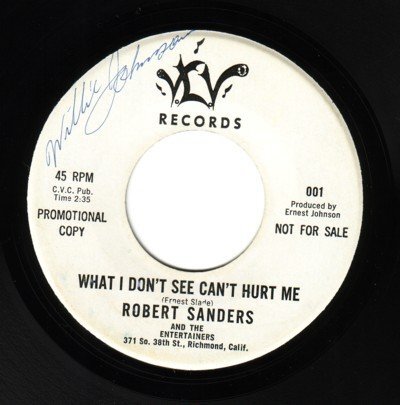 Willie Johnson
VEV
RECORDS
45 RPM
C.V.C. Pub.
Time 2:35
PROMOTIONAL
COPY
001
Produced by
Ernest Johnson
NOT FOR SALE
WHAT I DON'T SEE CAN'T HURT ME
(Ernest Slade)
ROBERT SANDERS
AND THE
ENTERTAINERS
371 So. 38th St., Richmond, Calif.